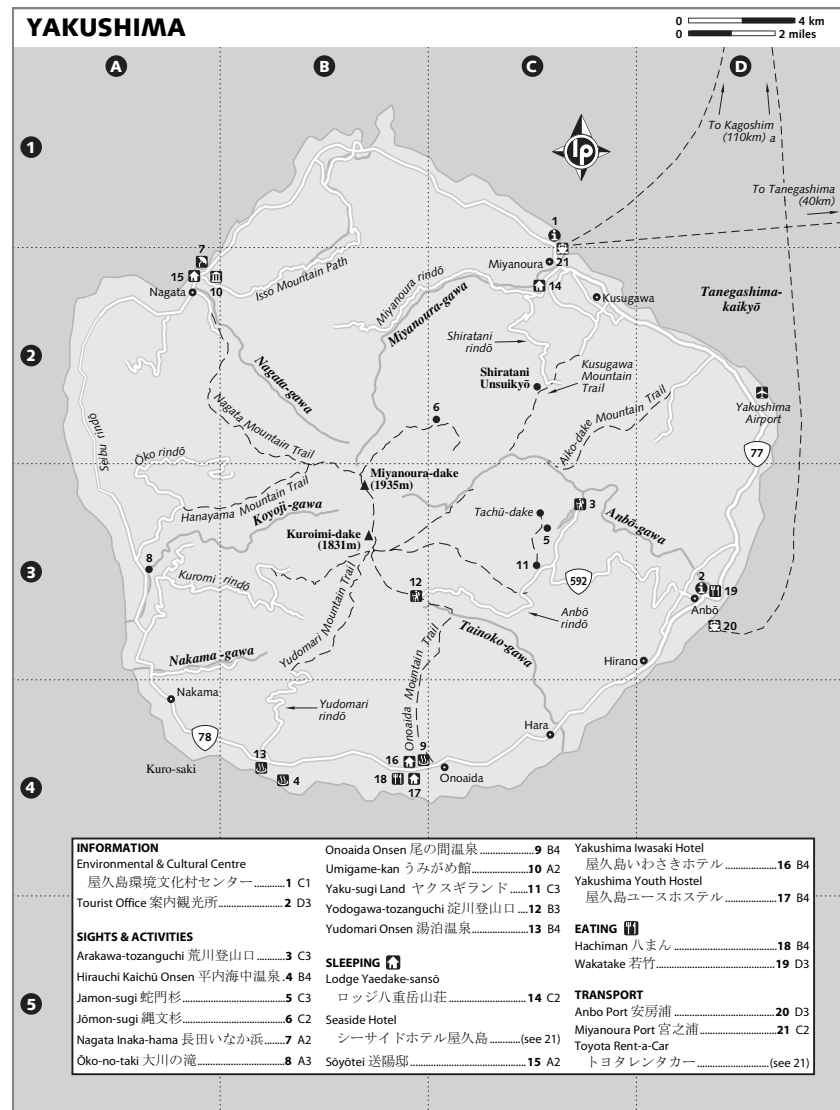 YAKUSHIMA
0 4 km
0 2 miles
A
B
C
D
1
2
3
4
5
lp
To Kagoshim
(110km) a
To Tanegashima
(40km)
1
7
15
10
Nagata
Isso Mountain Path
Miyanoura rindō
Miyanoura-gawa
Miyanoura
21
14
Kusugawa
Tanegashima-
kaikyō
Shiratani
rindō
Nagata-gawa
Shiratani
Unsuikyō
Kusugawa
Mountain
Trail
6
Yakushima
Airport
Seibu rindō
Nagata Mountain Trail
Aiko-dake Mountain Trail
Ōko rindō
77
Miyanoura-dake
(1935m)
Hanayama Mountain Trail
Koyoji-gawa
Tachū-dake
3
Anbō-gawa
Kuroimi-dake
(1831m)
5
8
11
592
Kuromi rindō
12
2
19
Anbō
20
Yudomari Mountain Trail
Anbō
rindō
Tainoko-gawa
Nakama -gawa
Onoaida Mountain Trail
Hirano
Nakama
Yudomari
rindō
78
Hara
13
9
16
Kuro-saki
4
18
17
Onoaida
INFORMATION
Environmental & Cultural Centre
屋久島環境文化村センター..........1 C1
Tourist Office 案内観光所................2 D3
SIGHTS & ACTIVITIES
Arakawa-tozanguchi 荒川登山口....3 C3
Hirauchi Kaichū Onsen 平内海中温泉.4 B4
Jamon-sugi 蛇門杉........................5 C3
Jōmon-sugi 縄文杉........................6 C2
Nagata Inaka-hama 長田いなか浜..7 A2
Ōko-no-taki 大川の滝....................8 A3
Onoaida Onsen 尾の間温泉................9 B4
Umigame-kan うみがめ館................10 A2
Yaku-sugi Land ヤクスギランド......11 C3
Yodogawa-tozanguchi 淀川登山口....12 B3
Yudomari Onsen 湯泊温泉................13 B4
SLEEPING
Lodge Yaedake-sansō
ロッジ八重岳山荘....................14 C2
Seaside Hotel
シーサイドホテル屋久島...........(see 21)
Sōyōtei 送陽邸............................15 A2
Yakushima Iwasaki Hotel
屋久島いわさきホテル................16 B4
Yakushima Youth Hostel
屋久島ユースホステル................17 B4
EATING
Hachiman 八まん........................18 B4
Wakatake 若竹............................19 D3
TRANSPORT
Anbo Port 安房浦........................20 D3
Miyanoura Port 宮之浦................21 C2
Toyota Rent-a-Car
トヨタレンタカー......................(see 21)